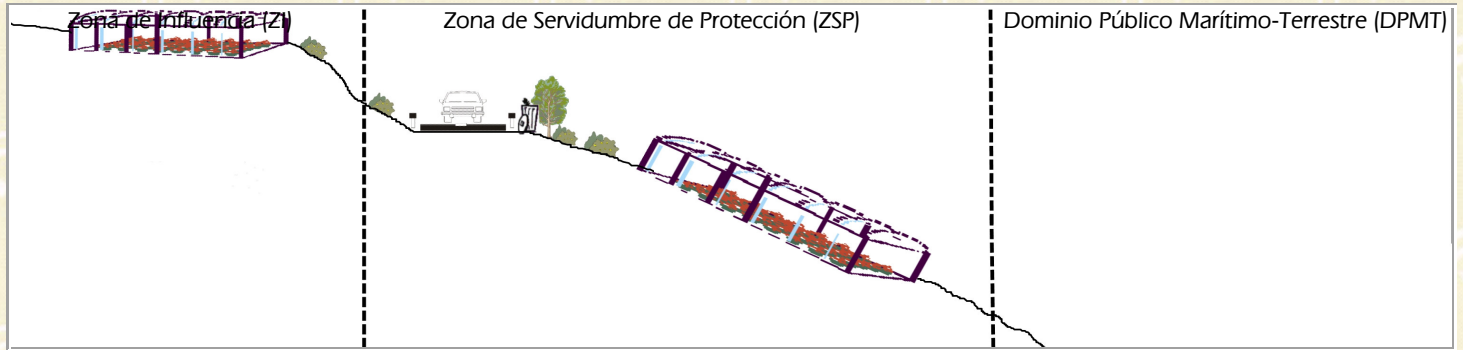 Zona de Influencia (ZI)
Zona de Servidumbre de Protección (ZSP)
Dominio Público Marítimo-Terrestre (DPMT)